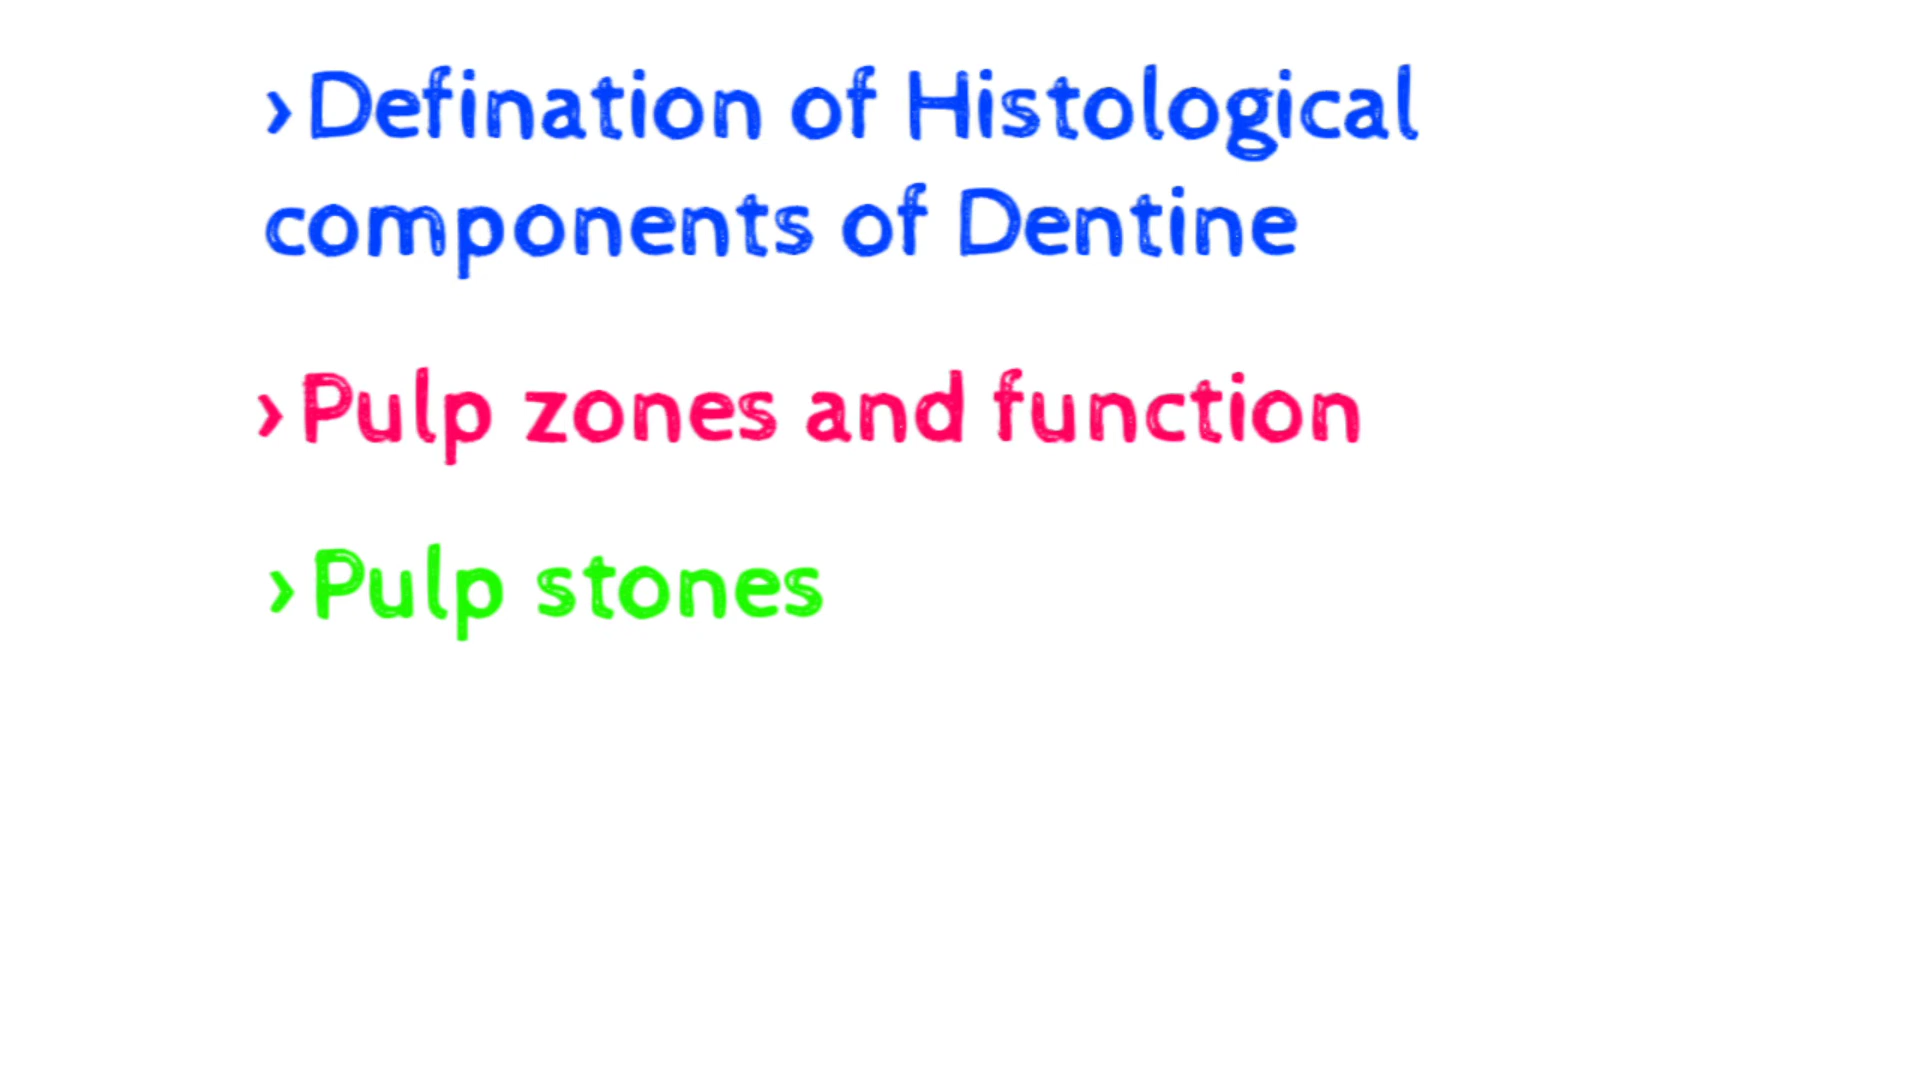 ›Defination of Histological
components of Dentine
›Pulp zones and function
›Pulp stones